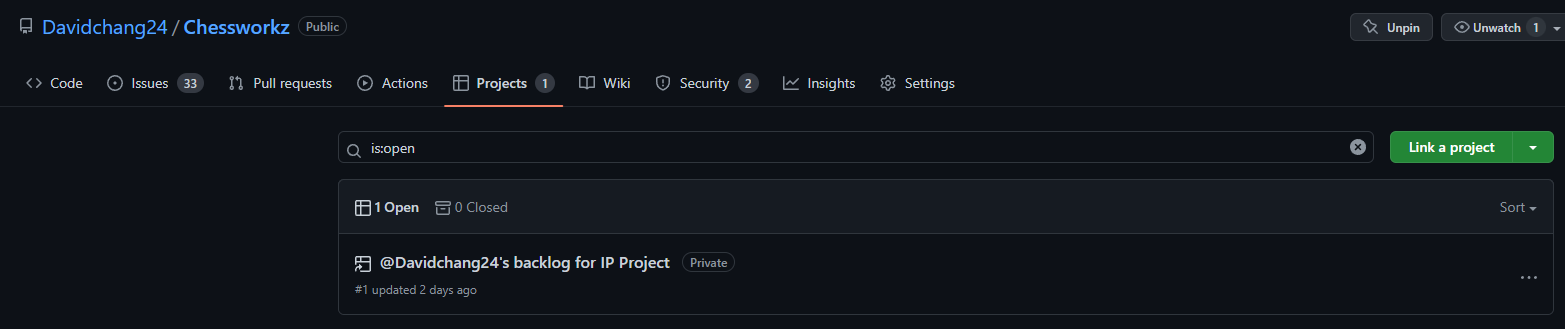 Davidchang24 / Chessworkz Public Unpin Unwatch 1
Code Issues 33 Pull requests Actions Projects 1 Wiki Security 2 Insights Settings
is:open Link a project
1 Open 0 Closed Sort
@Davidchang24's backlog for IP Project Private
#1 updated 2 days ago